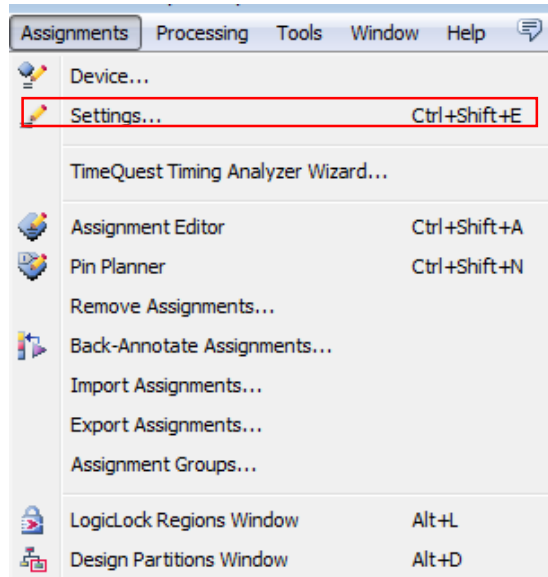 Assignments Processing Tools Window Help
Device...
Settings... Ctrl+Shift+E
TimeQuest Timing Analyzer Wizard...
Assignment Editor Ctrl+Shift+A
Pin Planner Ctrl+Shift+N
Remove Assignments...
Back-Annotate Assignments...
Import Assignments...
Export Assignments...
Assignment Groups...
LogicLock Regions Window Alt+L
Design Partitions Window Alt+D